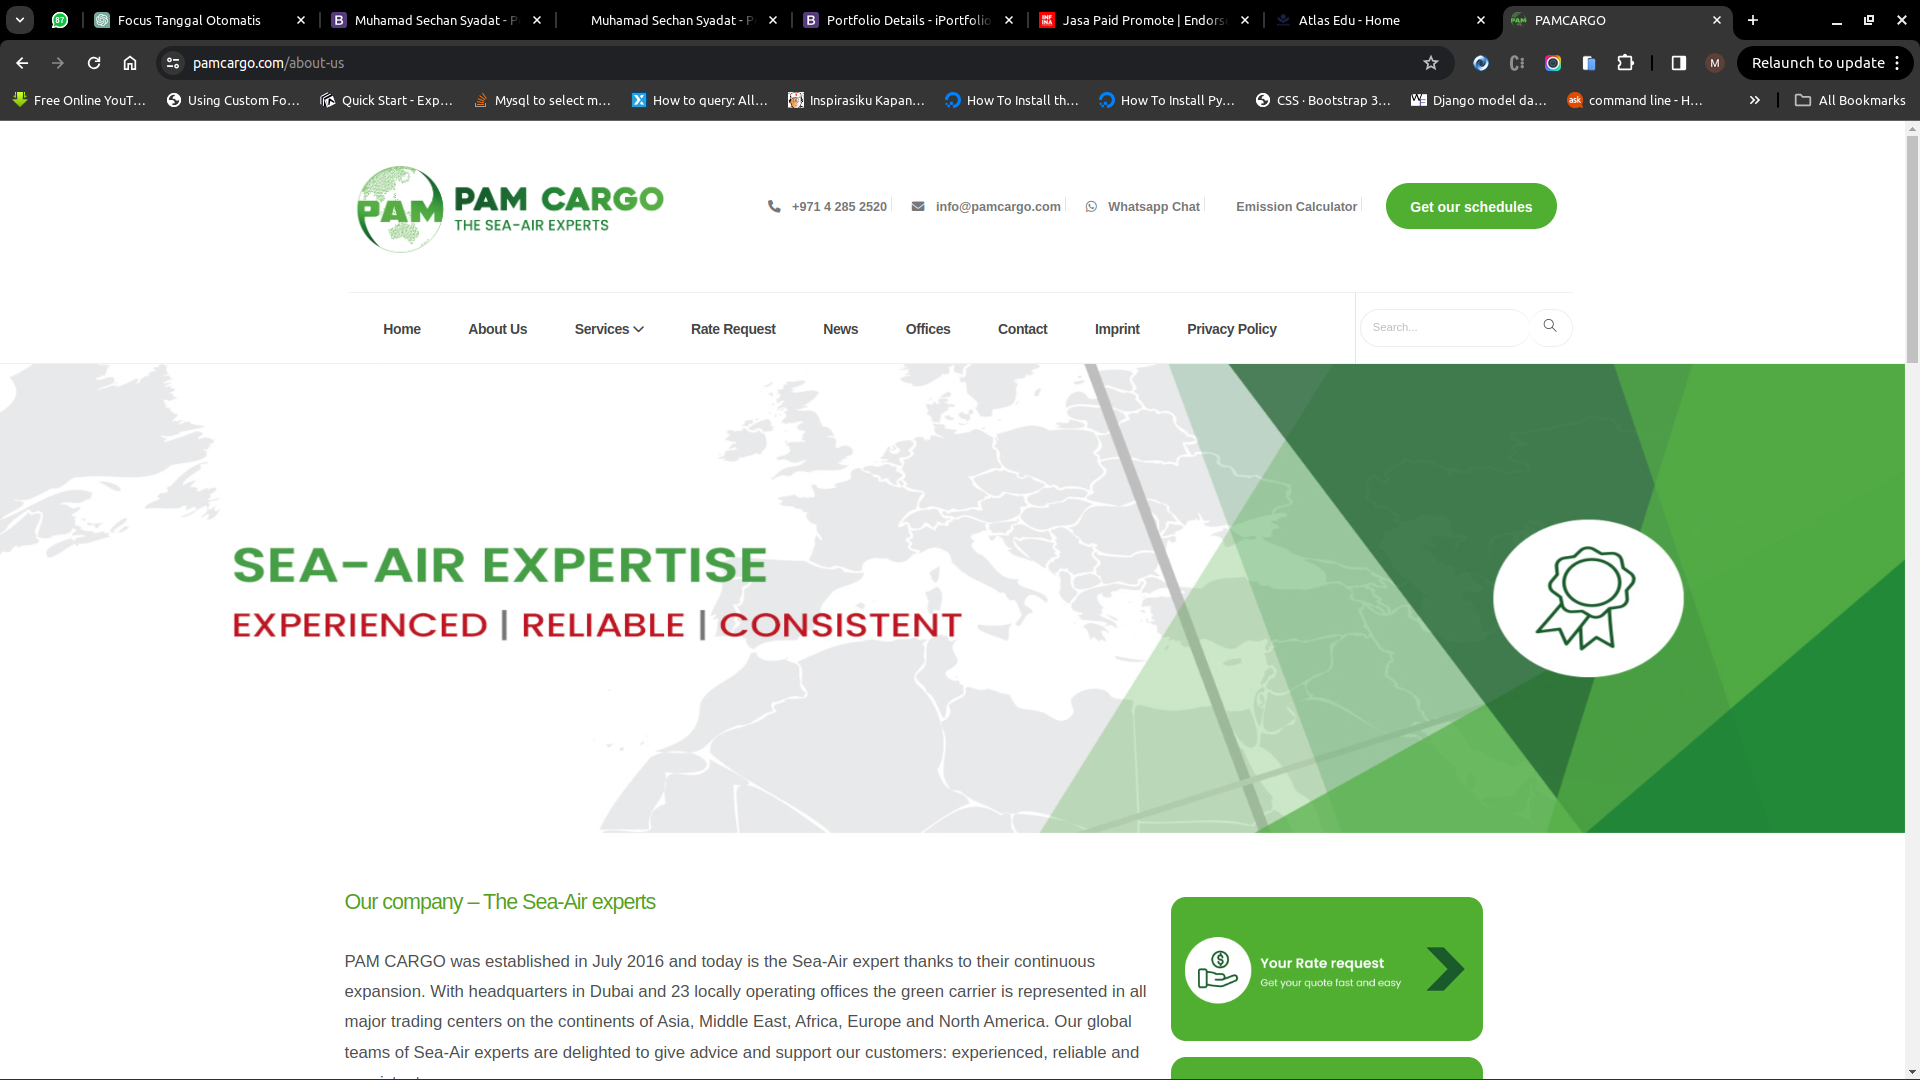 Focus Tanggal Otomatis
Muhamad Sechan Syadat - P
Muhamad Sechan Syadat - P
Portfolio Details - iPortfolio
Jasa Paid Promote | Endorse
Atlas Edu - Home
PAMCARGO
pamcargo.com/about-us
Relaunch to update
Free Online YouT...
Using Custom Fo...
Quick Start - Exp...
Mysql to select m...
How to query: All...
Inspirasiku Kapan...
How To Install th...
How To Install Py...
CSS · Bootstrap 3...
Django model da...
command line - H...
All Bookmarks
PAM
PAM CARGO
THE SEA-AIR EXPERTS
+971 4 285 2520
info@pamcargo.com
Whatsapp Chat
Emission Calculator
Get our schedules
Home
About Us
Services
Rate Request
News
Offices
Contact
Imprint
Privacy Policy
Search...
SEA-AIR EXPERTISE
EXPERIENCED | RELIABLE | CONSISTENT
Our company – The Sea-Air experts
PAM CARGO was established in July 2016 and today is the Sea-Air expert thanks to their continuous
expansion. With headquarters in Dubai and 23 locally operating offices the green carrier is represented in all
major trading centers on the continents of Asia, Middle East, Africa, Europe and North America. Our global
teams of Sea-Air experts are delighted to give advice and support our customers: experienced, reliable and
Your Rate request
Get your quote fast and easy